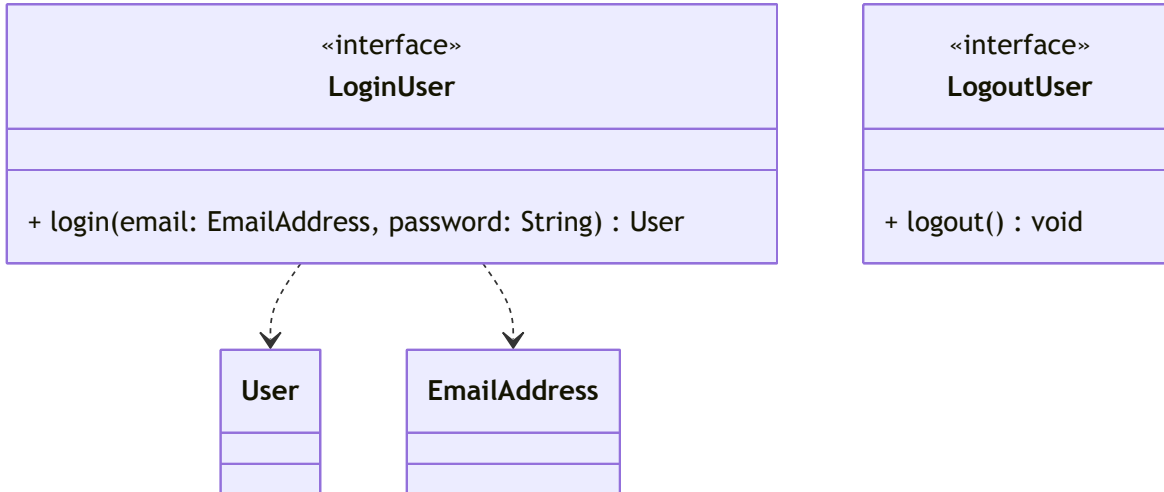 «interface»
LoginUser
+ login(email: EmailAddress, password: String) : User
«interface»
LogoutUser
+ logout() : void
User
EmailAddress